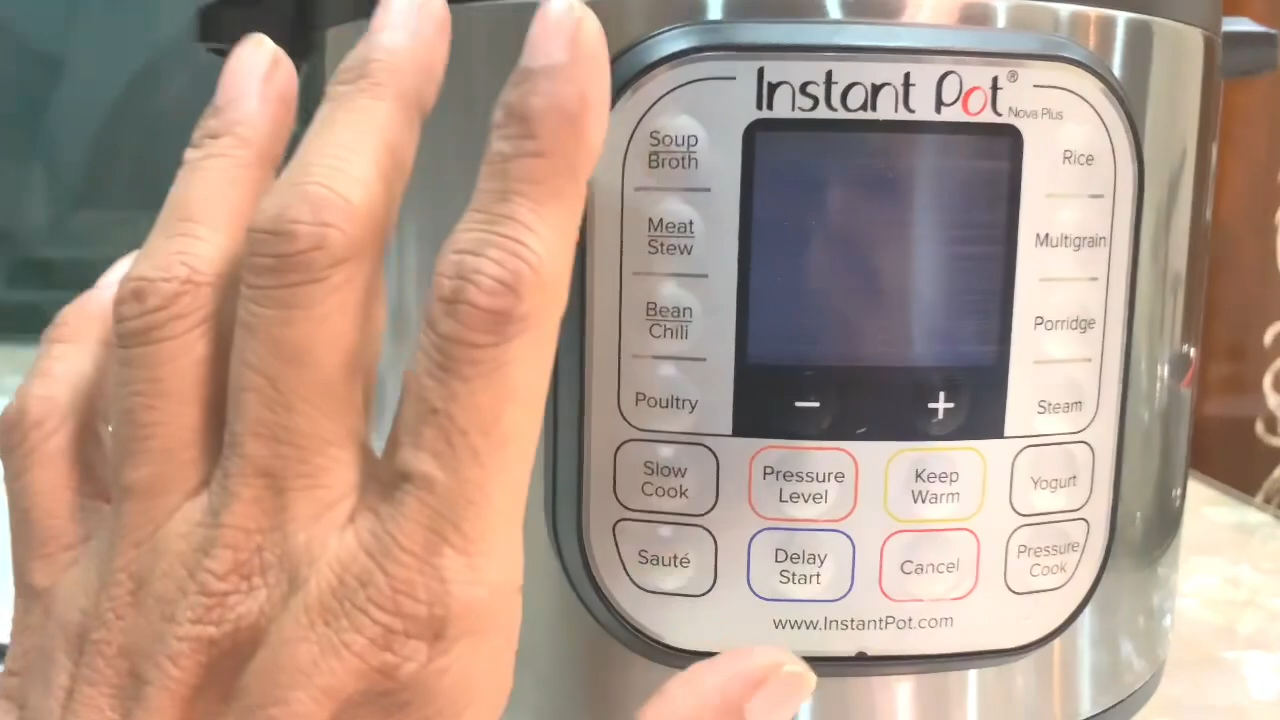 Instant Pot®
Nova Plus
Soup
Broth
Meat
Stew
Bean
Chili
Poultry
Rice
Multigrain
Porridge
Steam
− +
Slow
Cook
Pressure
Level
Keep
Warm
Yogurt
Sauté
Delay
Start
Cancel
Pressure
Cook
www.InstantPot.com